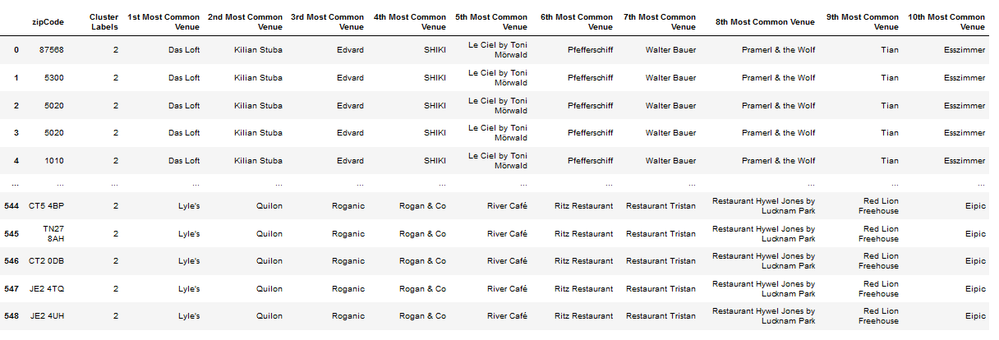 zipCode Cluster Labels 1st Most Common Venue 2nd Most Common Venue 3rd Most Common Venue 4th Most Common Venue 5th Most Common Venue 6th Most Common Venue 7th Most Common Venue 8th Most Common Venue 9th Most Common Venue 10th Most Common Venue
0 87568 2 Das Loft Kilian Stuba Edvard SHIKI Le Ciel by Toni Mörwald Pfefferschiff Walter Bauer Pramerl & the Wolf Tian Esszimmer
1 5300 2 Das Loft Kilian Stuba Edvard SHIKI Le Ciel by Toni Mörwald Pfefferschiff Walter Bauer Pramerl & the Wolf Tian Esszimmer
2 5020 2 Das Loft Kilian Stuba Edvard SHIKI Le Ciel by Toni Mörwald Pfefferschiff Walter Bauer Pramerl & the Wolf Tian Esszimmer
3 5020 2 Das Loft Kilian Stuba Edvard SHIKI Le Ciel by Toni Mörwald Pfefferschiff Walter Bauer Pramerl & the Wolf Tian Esszimmer
4 1010 2 Das Loft Kilian Stuba Edvard SHIKI Le Ciel by Toni Mörwald Pfefferschiff Walter Bauer Pramerl & the Wolf Tian Esszimmer
... ... ... ... ... ... ... ... ... ... ... ... ...
544 CT5 4BP 2 Lyle's Quilon Roganic Rogan & Co River Café Ritz Restaurant Restaurant Tristan Restaurant Hywel Jones by Lucknam Park Red Lion Freehouse Eipic
545 TN27 8AH 2 Lyle's Quilon Roganic Rogan & Co River Café Ritz Restaurant Restaurant Tristan Restaurant Hywel Jones by Lucknam Park Red Lion Freehouse Eipic
546 CT2 0DB 2 Lyle's Quilon Roganic Rogan & Co River Café Ritz Restaurant Restaurant Tristan Restaurant Hywel Jones by Lucknam Park Red Lion Freehouse Eipic
547 JE2 4TQ 2 Lyle's Quilon Roganic Rogan & Co River Café Ritz Restaurant Restaurant Tristan Restaurant Hywel Jones by Lucknam Park Red Lion Freehouse Eipic
548 JE2 4UH 2 Lyle's Quilon Roganic Rogan & Co River Café Ritz Restaurant Restaurant Tristan Restaurant Hywel Jones by Lucknam Park Red Lion Freehouse Eipic